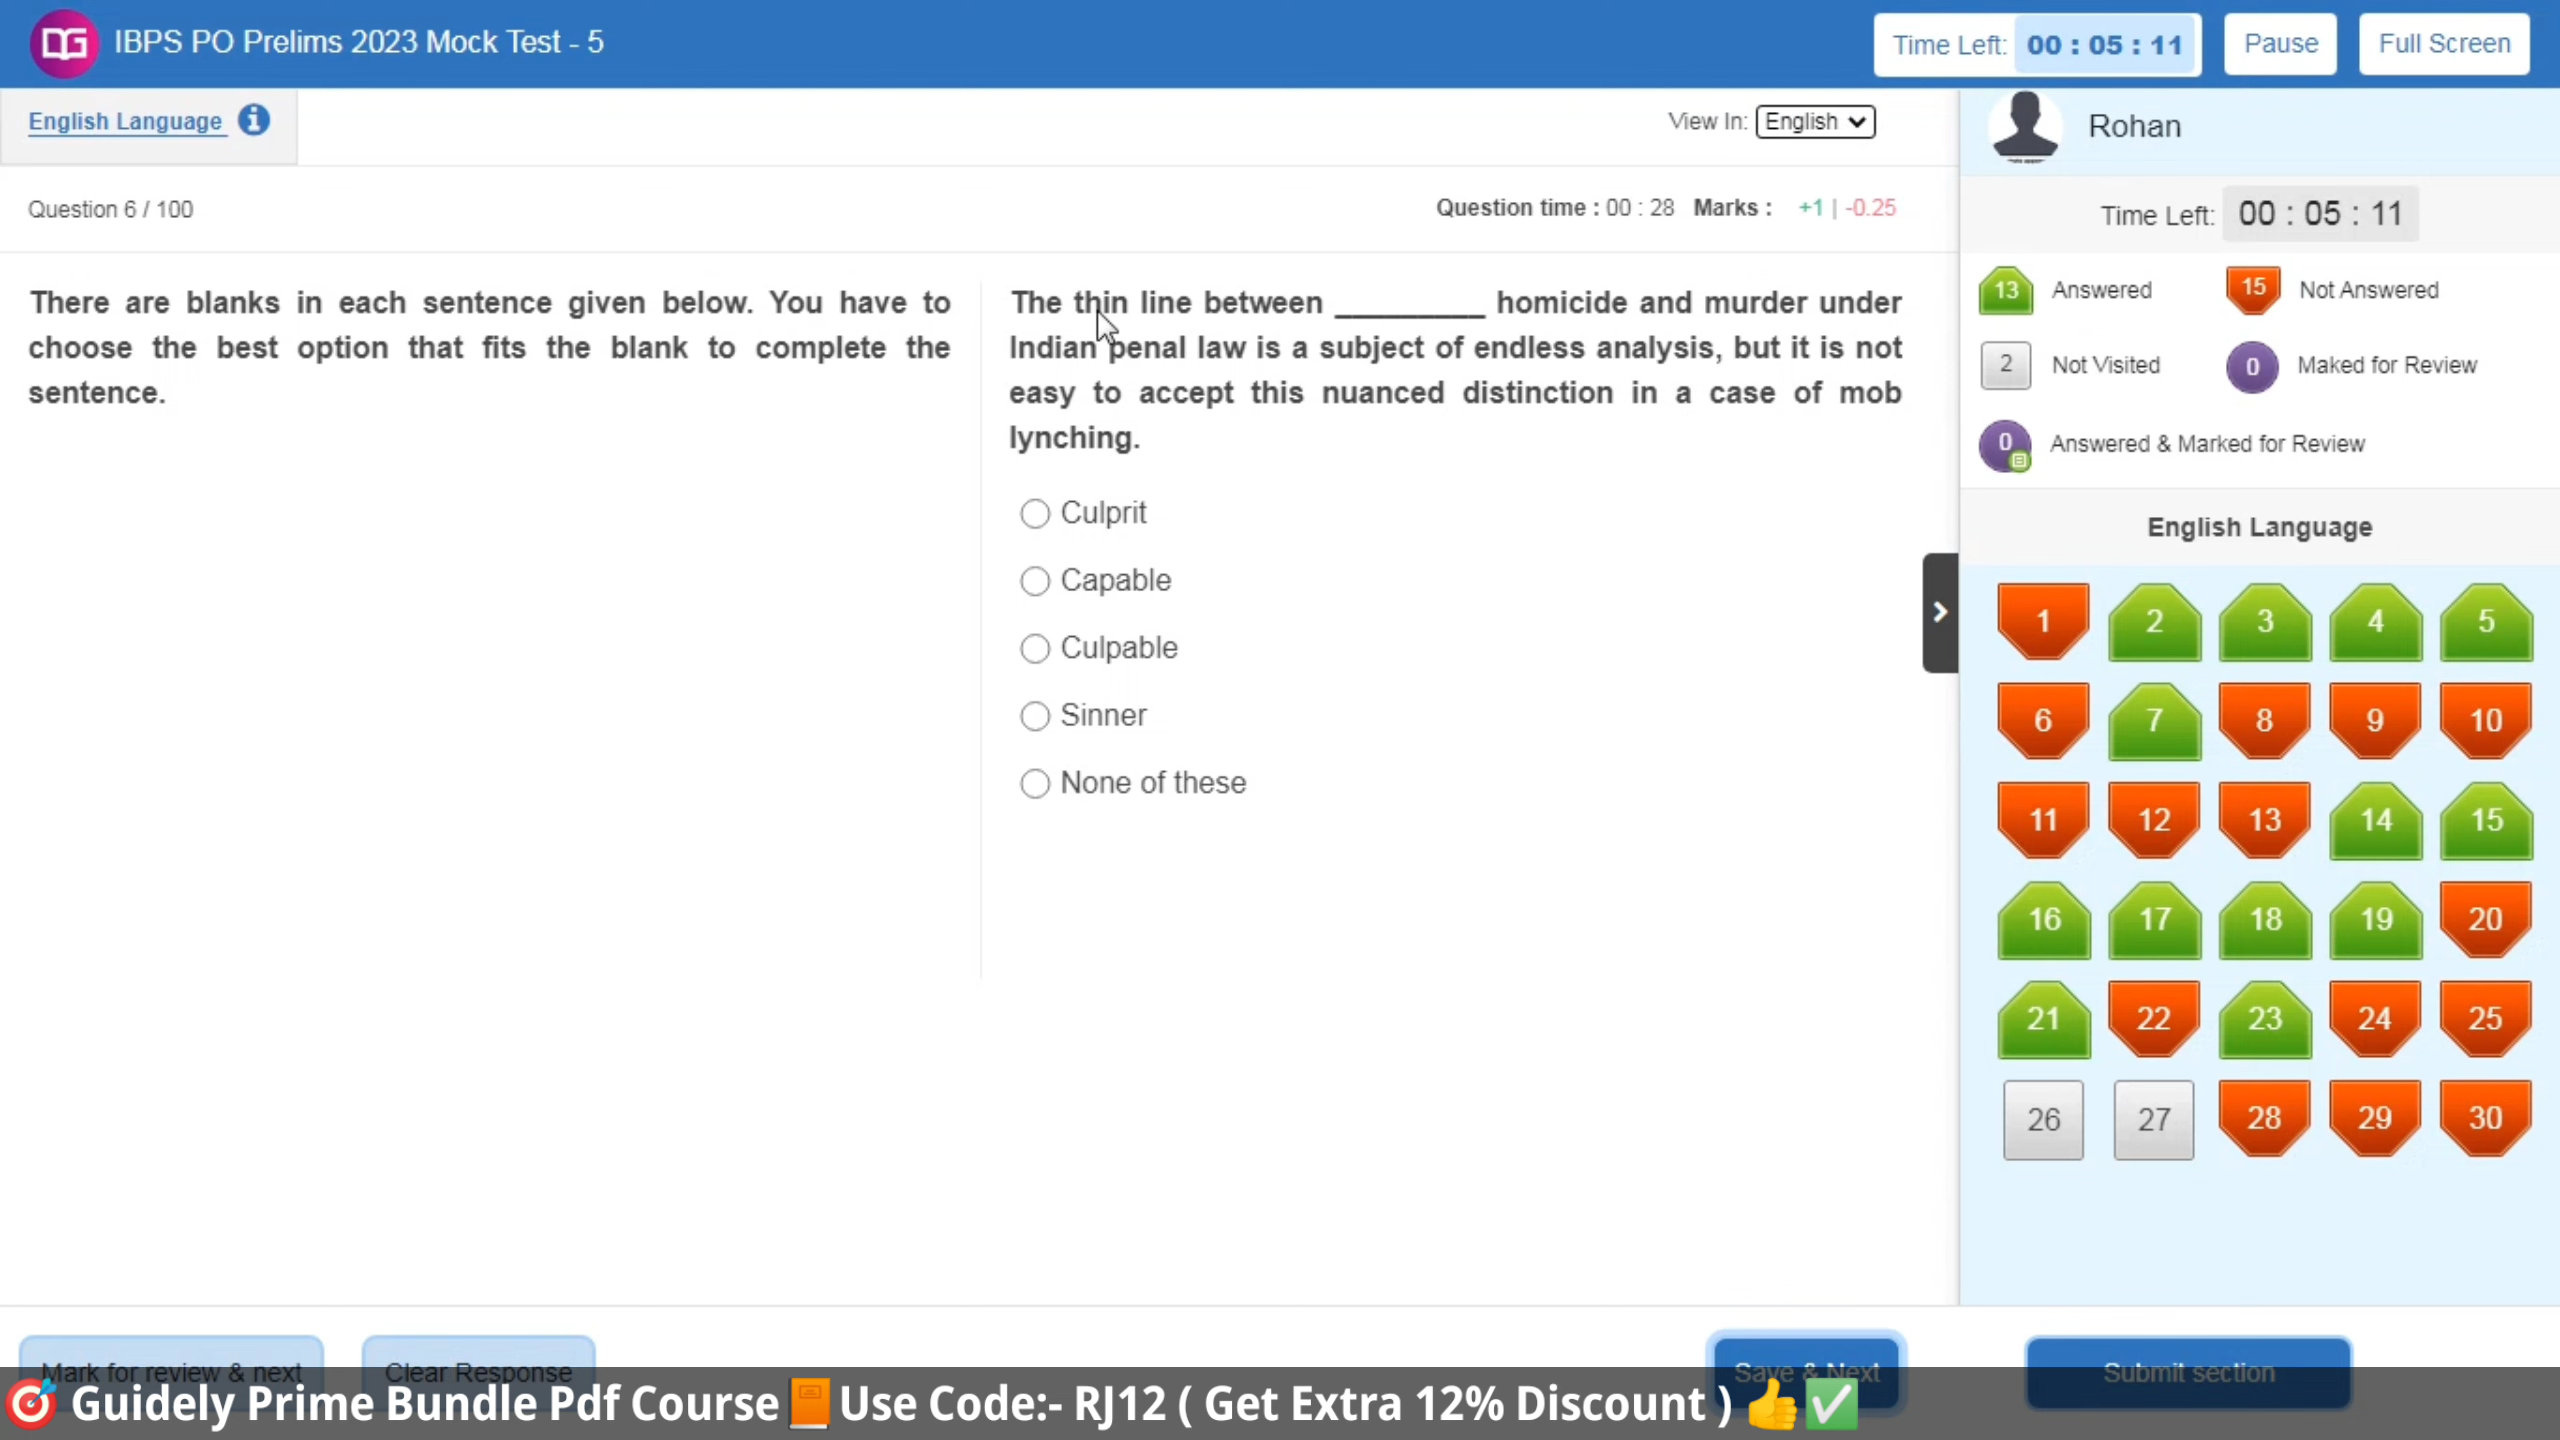 IBPS PO Prelims 2023 Mock Test - 5
Time Left: 00 : 05 : 11
Pause
Full Screen
English Language
View In: English
Rohan
Question 6 / 100
Question time : 00 : 28 Marks : +1 | -0.25
Time Left: 00 : 05 : 11
There are blanks in each sentence given below. You have to
choose the best option that fits the blank to complete the
sentence.
The thin line between _________ homicide and murder under
Indian penal law is a subject of endless analysis, but it is not
easy to accept this nuanced distinction in a case of mob
lynching.
Culprit
Capable
Culpable
Sinner
None of these
13 Answered
15 Not Answered
2 Not Visited
0 Maked for Review
0 Answered & Marked for Review
English Language
1 2 3 4 5
6 7 8 9 10
11 12 13 14 15
16 17 18 19 20
21 22 23 24 25
26 27 28 29 30
Mark for review & next
Clear Response
Save & Next
Submit section
Guidely Prime Bundle Pdf Course Use Code:- RJ12 ( Get Extra 12% Discount )